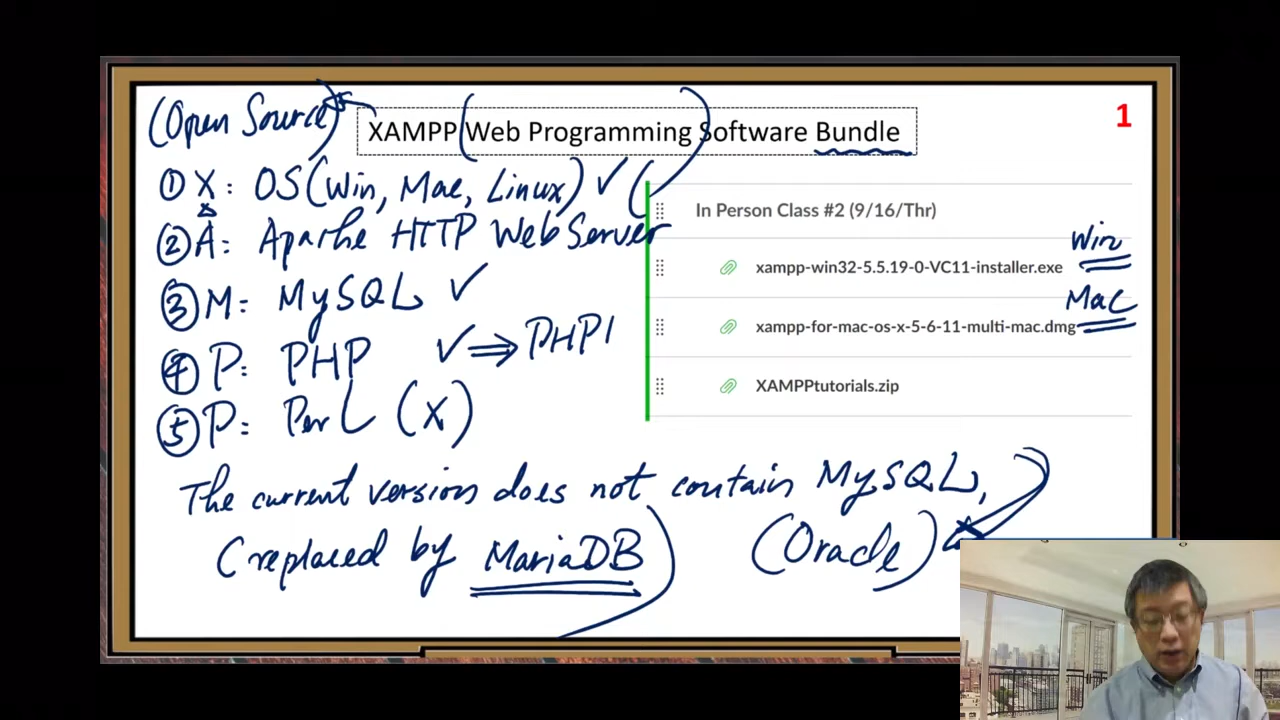 (Open Source)
XAMPP (Web Programming) Software Bundle
1
① X: OS (Win, Mac, Linux) ✓
② A: Apache HTTP Web Server
③ M: MySQL ✓
④ P: PHP ✓ ⇒ PHP1
⑤ P: PerL (X)
In Person Class #2 (9/16/Thr)
xampp-win32-5.5.19-0-VC11-installer.exe Win
xampp-for-mac-os-x-5-6-11-multi-mac.dmg Mac
XAMPPtutorials.zip
The current version does not contain MySQL,
(replaced by MariaDB) (Oracle)